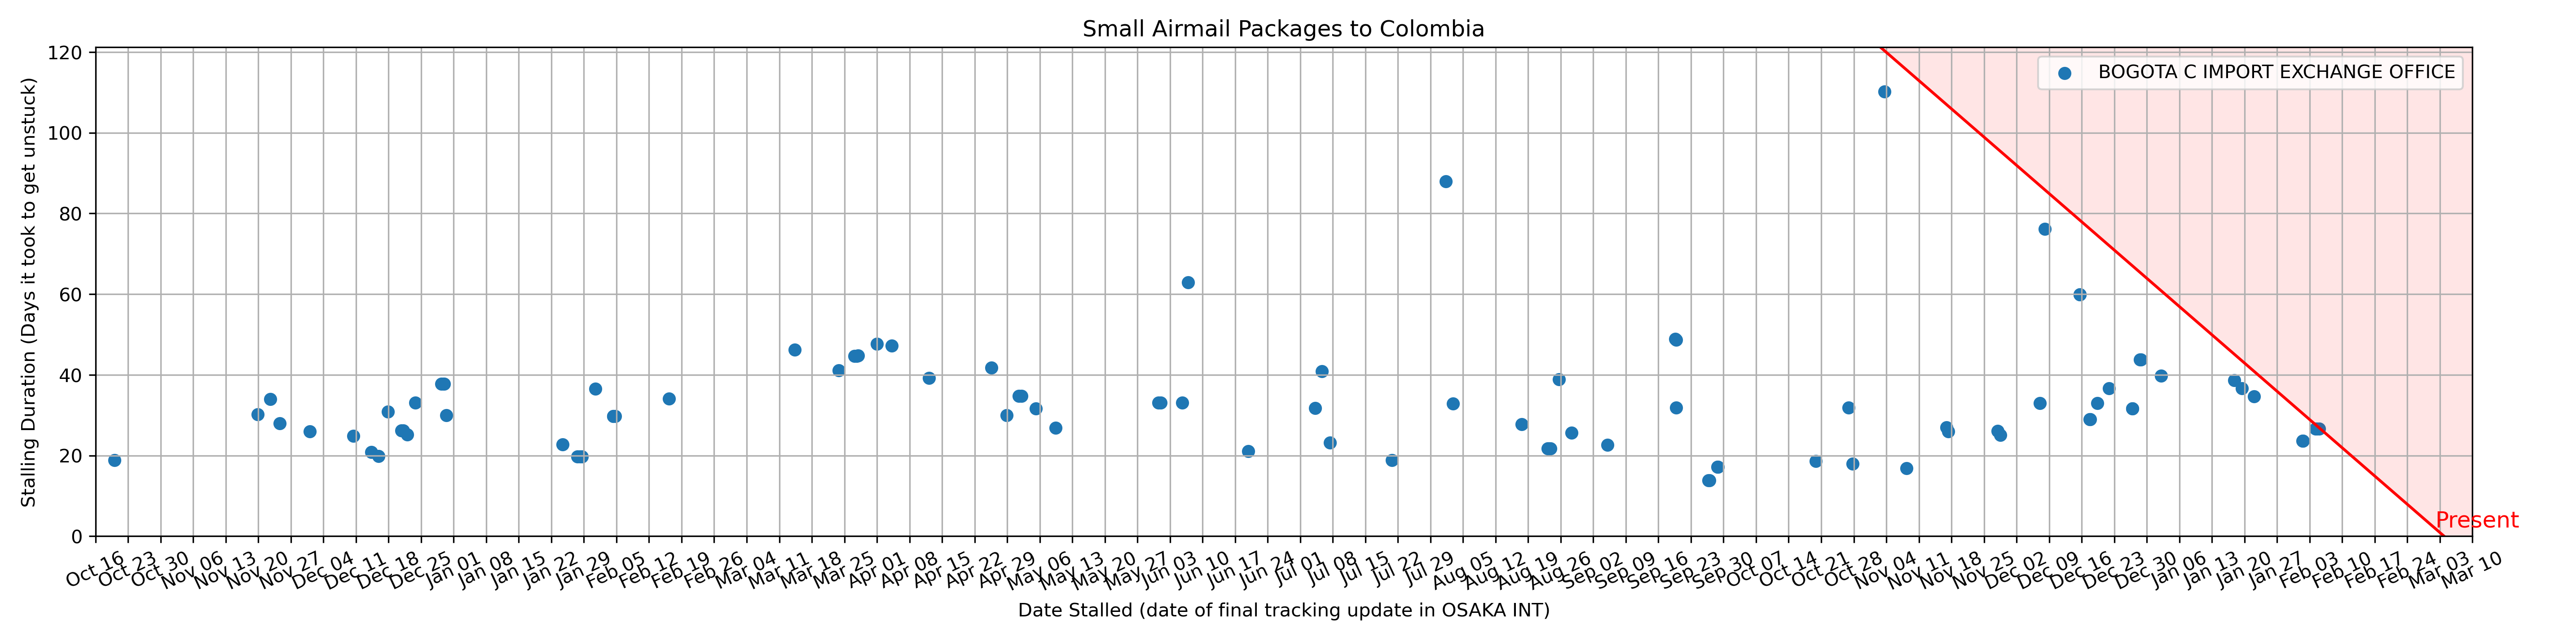 Small Airmail Packages to Colombia
BOGOTA C IMPORT EXCHANGE OFFICE
Stalling Duration (Days it took to get unstuck)
120
100
80
60
40
20
0
Present
Oct 16 Oct 23 Oct 30 Nov 06 Nov 13 Nov 20 Nov 27 Dec 04 Dec 11 Dec 18 Dec 25 Jan 01 Jan 08 Jan 15 Jan 22 Jan 29 Feb 05 Feb 12 Feb 19 Feb 26 Mar 04 Mar 11 Mar 18 Mar 25 Apr 01 Apr 08 Apr 15 Apr 22 Apr 29 May 06 May 13 May 20 May 27 Jun 03 Jun 10 Jun 17 Jun 24 Jul 01 Jul 08 Jul 15 Jul 22 Jul 29 Aug 05 Aug 12 Aug 19 Aug 26 Sep 02 Sep 09 Sep 16 Sep 23 Sep 30 Oct 07 Oct 14 Oct 21 Oct 28 Nov 04 Nov 11 Nov 18 Nov 25 Dec 02 Dec 09 Dec 16 Dec 23 Dec 30 Jan 06 Jan 13 Jan 20 Jan 27 Feb 03 Feb 10 Feb 17 Feb 24 Mar 03 Mar 10
Date Stalled (date of final tracking update in OSAKA INT)